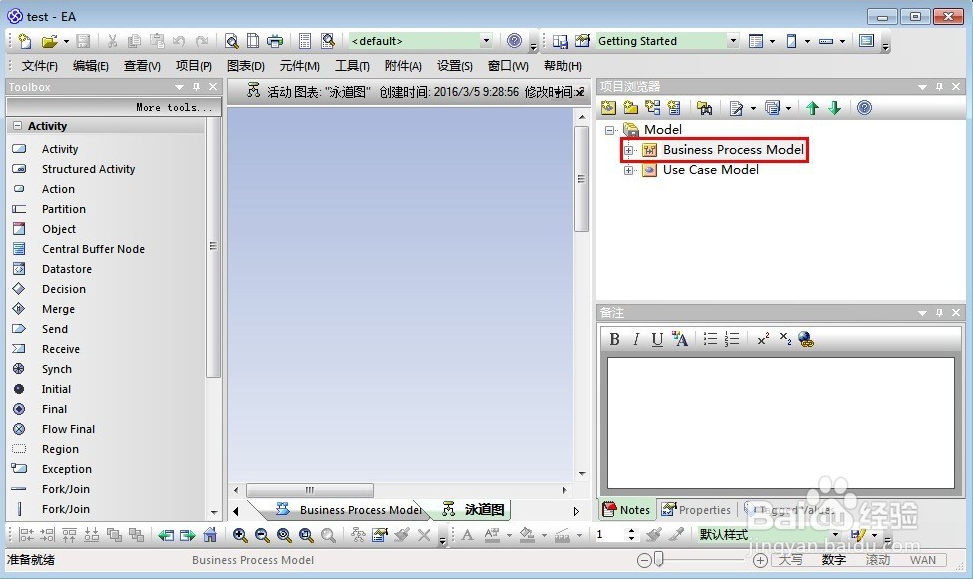 test - EA
<default>
Getting Started
文件(F) 编辑(E) 查看(V) 项目(P) 图表(D) 元件(M) 工具(T) 附件(A) 设置(S) 窗口(W) 帮助(H)
Toolbox
More tools...
Activity
Activity
Structured Activity
Action
Partition
Object
Central Buffer Node
Datastore
Decision
Merge
Send
Receive
Synch
Initial
Final
Flow Final
Region
Exception
Fork/Join
Fork/Join
活动 图表: "泳道图" 创建时间: 2016/3/5 9:28:56 修改时间:
Business Process Model
泳道图
项目浏览器
Model
Business Process Model
Use Case Model
备注
B I U A x² x₂
Notes
Properties
Tagged Values
A
1
默认样式
准备就绪
Business Process Model
大写 数字 滚动 WAN
Baidu 经验
jingyan.baidu.com